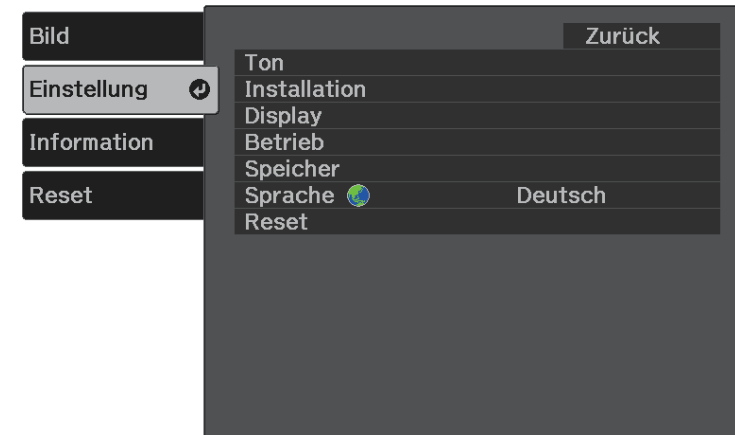 Bild
Einstellung
Information
Reset
Zurück
Ton
Installation
Display
Betrieb
Speicher
Sprache Deutsch
Reset